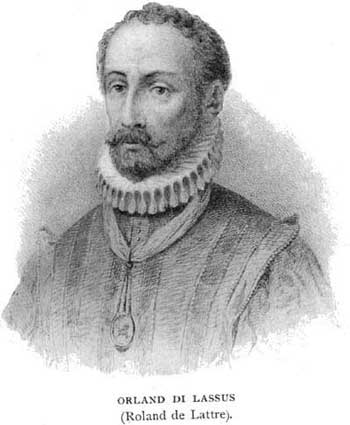 ORLAND DI LASSUS
(Roland de Lattre).